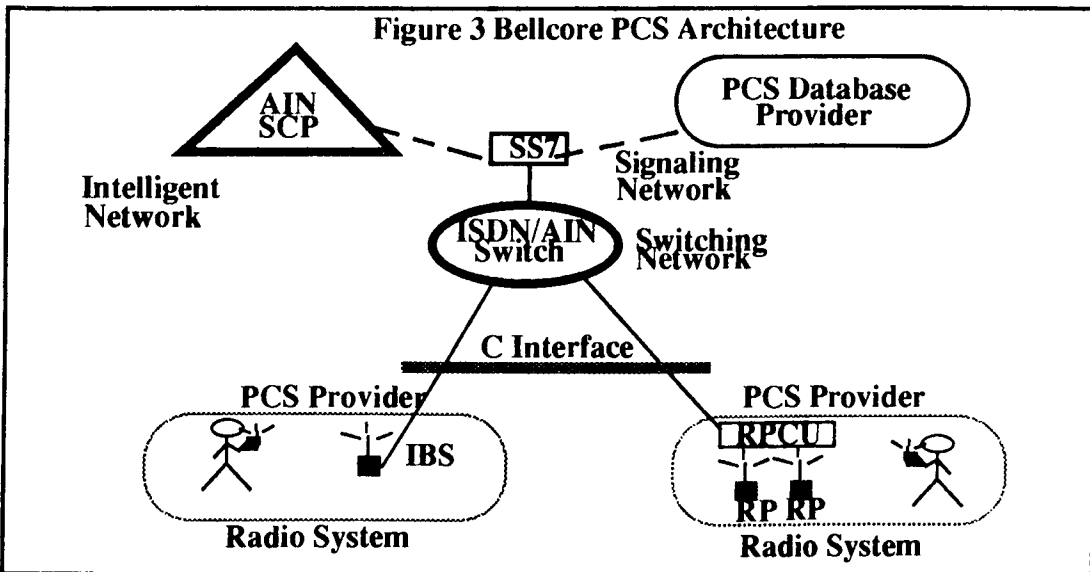 Figure 3 Bellcore PCS Architecture
AIN
SCP
PCS Database
Provider
SS7
Signaling
Network
Intelligent
Network
ISDN/AIN
Switch
Switching
Network
C Interface
PCS Provider
PCS Provider
IBS
RPCU
RP RP
Radio System
Radio System